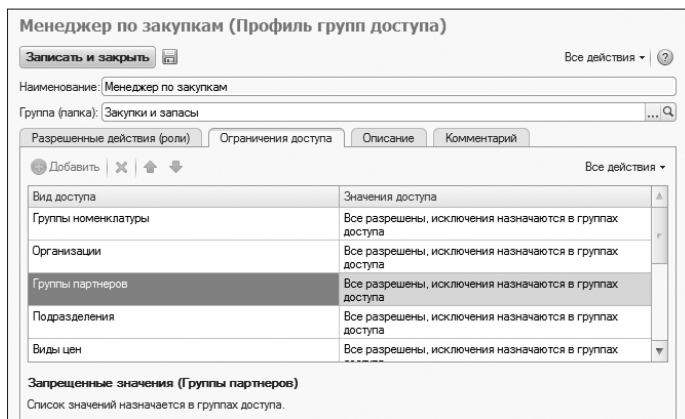 Менеджер по закупкам (Профиль групп доступа)
Записать и закрыть Все действия ?
Наименование: Менеджер по закупкам
Группа (папка): Закупки и запасы ...
Разрешенные действия (роли) Ограничения доступа Описание Комментарий
Добавить Все действия
Вид доступа Значения доступа
Группы номенклатуры Все разрешены, исключения назначаются в группах
доступа
Организации Все разрешены, исключения назначаются в группах
доступа
Группы партнеров Все разрешены, исключения назначаются в группах
доступа
Подразделения Все разрешены, исключения назначаются в группах
доступа
Виды цен Все разрешены, исключения назначаются в группах
Запрещенные значения (Группы партнеров)
Список значений назначается в группах доступа.